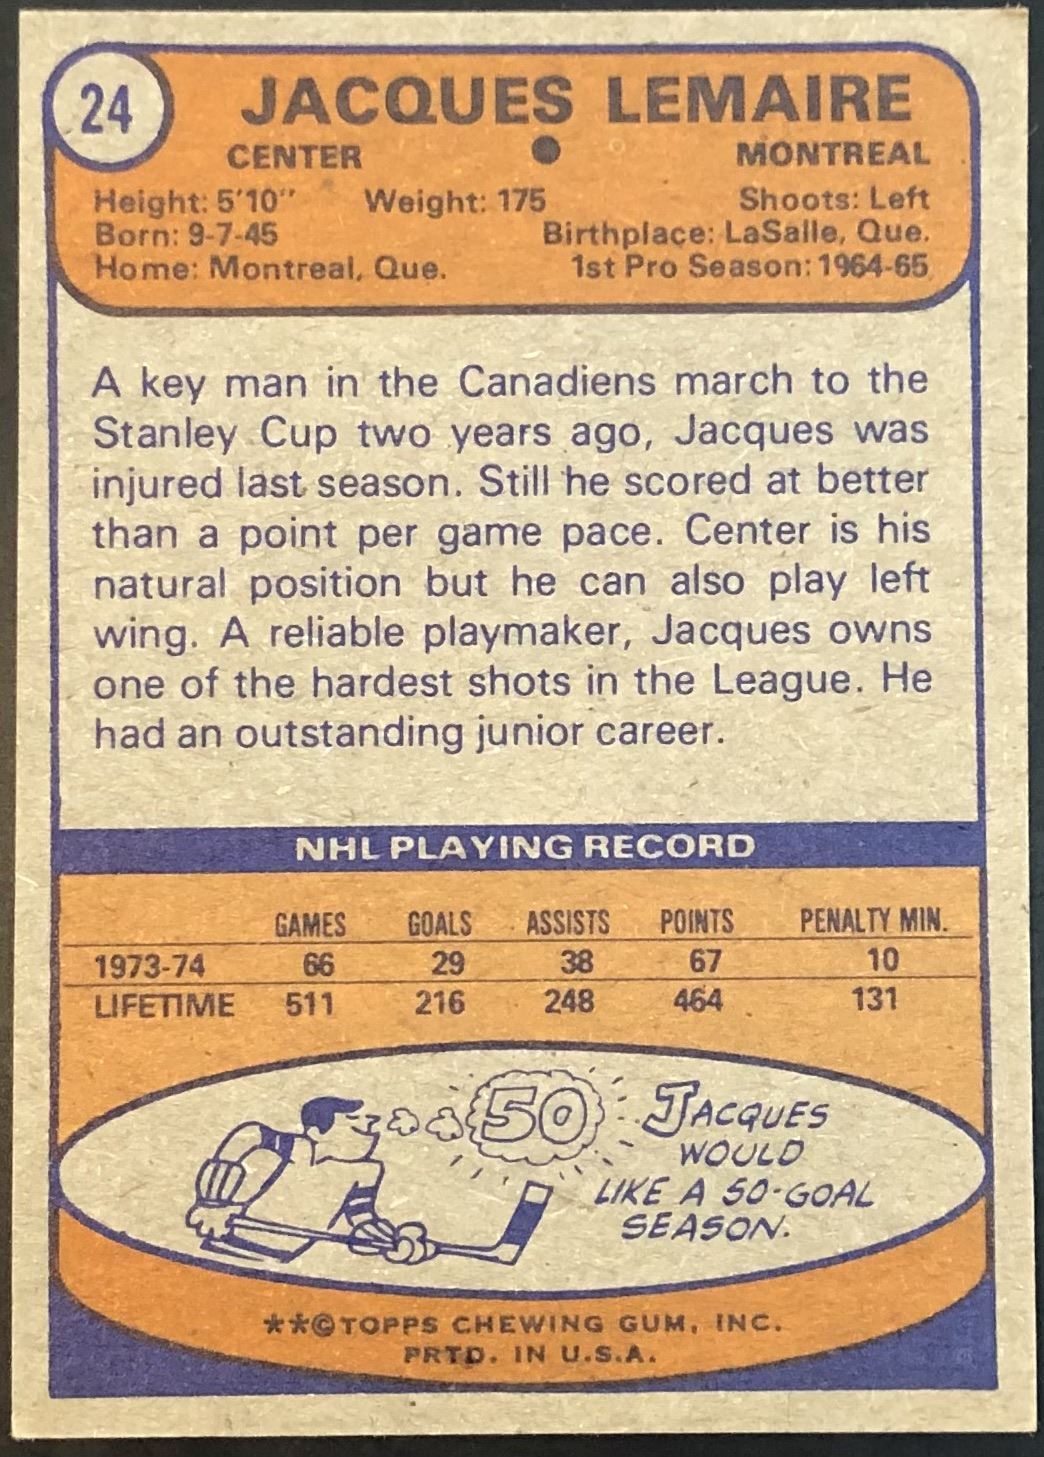 24
JACQUES LEMAIRE
CENTER MONTREAL
Height: 5'10" Weight: 175 Shoots: Left
Born: 9-7-45 Birthplace: LaSalle, Que.
Home: Montreal, Que. 1st Pro Season: 1964-65
A key man in the Canadiens march to the
Stanley Cup two years ago, Jacques was
injured last season. Still he scored at better
than a point per game pace. Center is his
natural position but he can also play left
wing. A reliable playmaker, Jacques owns
one of the hardest shots in the League. He
had an outstanding junior career.
NHL PLAYING RECORD
GAMES GOALS ASSISTS POINTS PENALTY MIN.
1973-74 66 29 38 67 10
LIFETIME 511 216 248 464 131
50
JACQUES
WOULD
LIKE A 50-GOAL
SEASON.
**©TOPPS CHEWING GUM, INC.
PRTD. IN U.S.A.